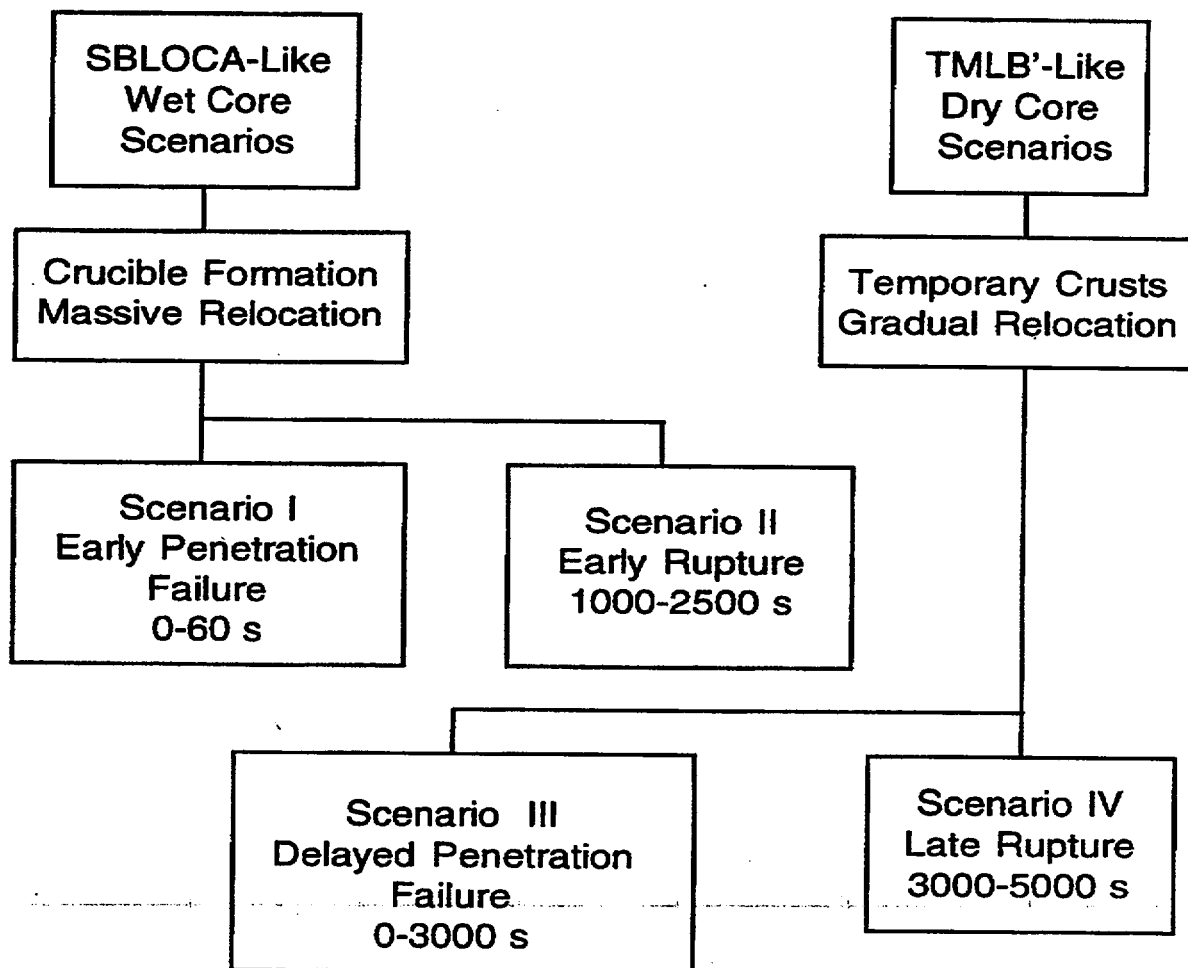 SBLOCA-Like
Wet Core
Scenarios
TMLB'-Like
Dry Core
Scenarios
Crucible Formation
Massive Relocation
Temporary Crusts
Gradual Relocation
Scenario I
Early Penetration
Failure
0-60 s
Scenario II
Early Rupture
1000-2500 s
Scenario III
Delayed Penetration
Failure
0-3000 s
Scenario IV
Late Rupture
3000-5000 s